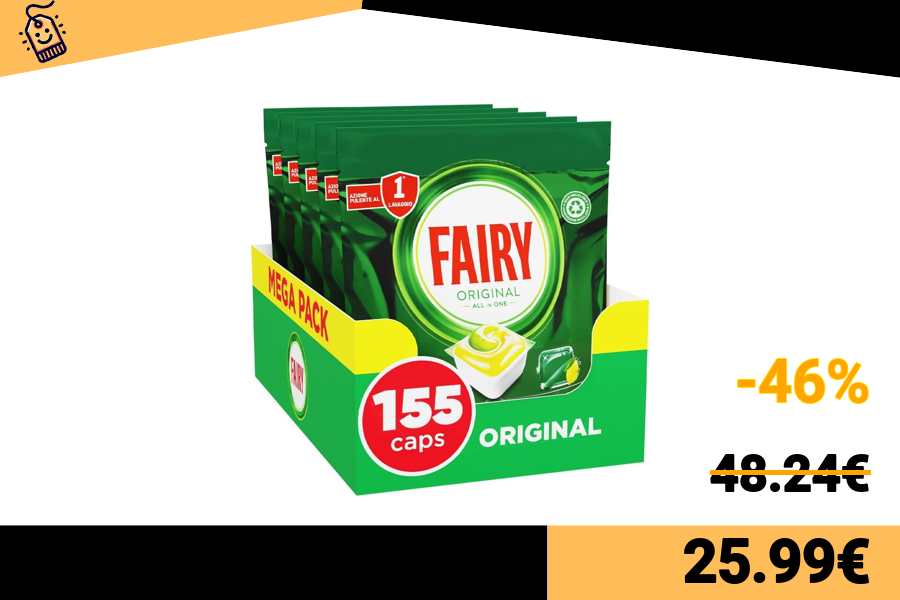 AZIONE
PULENTE AL
1°
LAVAGGIO
FAIRY
ORIGINAL
ALL IN ONE
MEGA PACK
FAIRY
155
caps
ORIGINAL
-46%
48.24€
25.99€